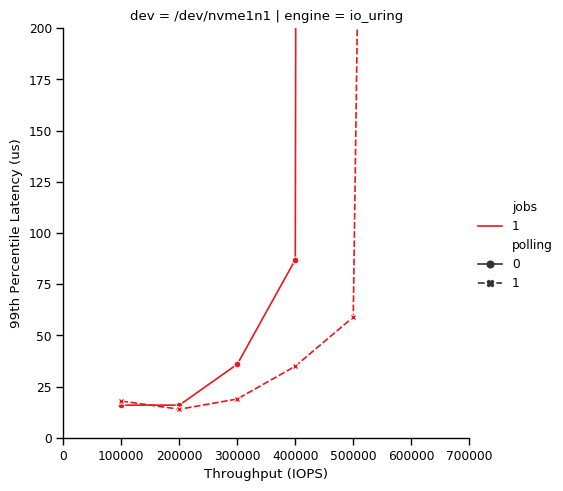 dev = /dev/nvme1n1 | engine = io_uring
200
175
150
125
100
75
50
25
0
99th Percentile Latency (us)
0 100000 200000 300000 400000 500000 600000 700000
Throughput (IOPS)
jobs
1
polling
0
1